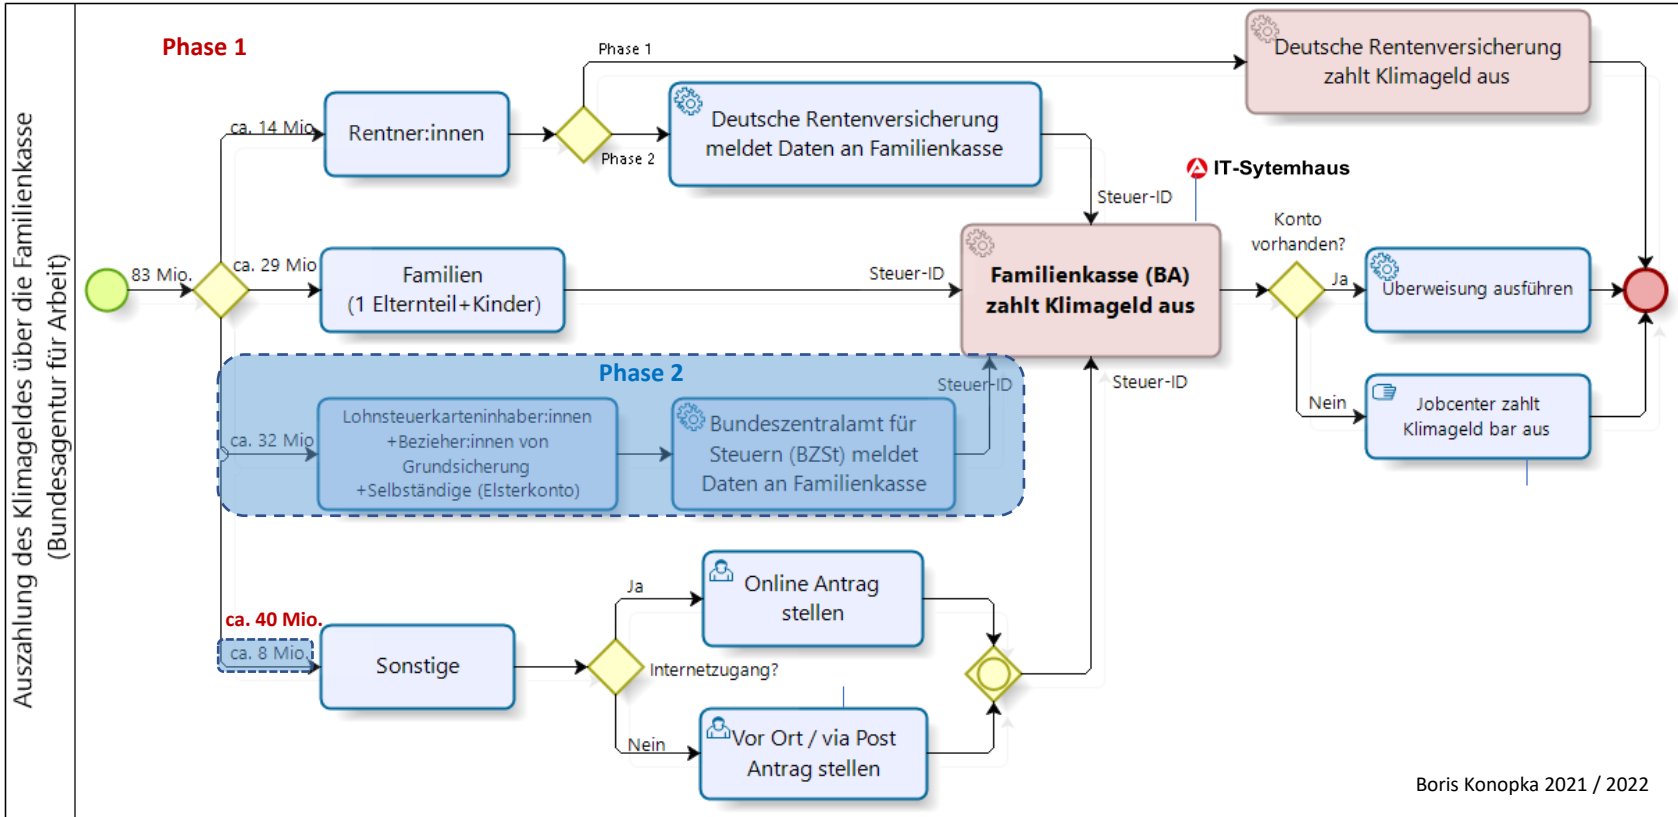 Auszahlung des Klimageldes über die Familienkasse
(Bundesagentur für Arbeit)
Phase 1
83 Mio.
ca. 14 Mio.
Rentner:innen
Phase 1
Phase 2
Deutsche Rentenversicherung
meldet Daten an Familienkasse
Deutsche Rentenversicherung
zahlt Klimageld aus
Steuer-ID
IT-Sytemhaus
ca. 29 Mio
Familien
(1 Elternteil+Kinder)
Steuer-ID
Familienkasse (BA)
zahlt Klimageld aus
Konto
vorhanden?
Ja
Überweisung ausführen
Nein
Jobcenter zahlt
Klimageld bar aus
Phase 2
ca. 32 Mio
Lohnsteuerkarteninhaber:innen
+Bezieher:innen von
Grundsicherung
+Selbständige (Elsterkonto)
Bundeszentralamt für
Steuern (BZSt) meldet
Daten an Familienkasse
Steuer-ID
Steuer-ID
ca. 40 Mio.
ca. 8 Mio.
Sonstige
Internetzugang?
Ja
Online Antrag
stellen
Nein
Vor Ort / via Post
Antrag stellen
Boris Konopka 2021 / 2022